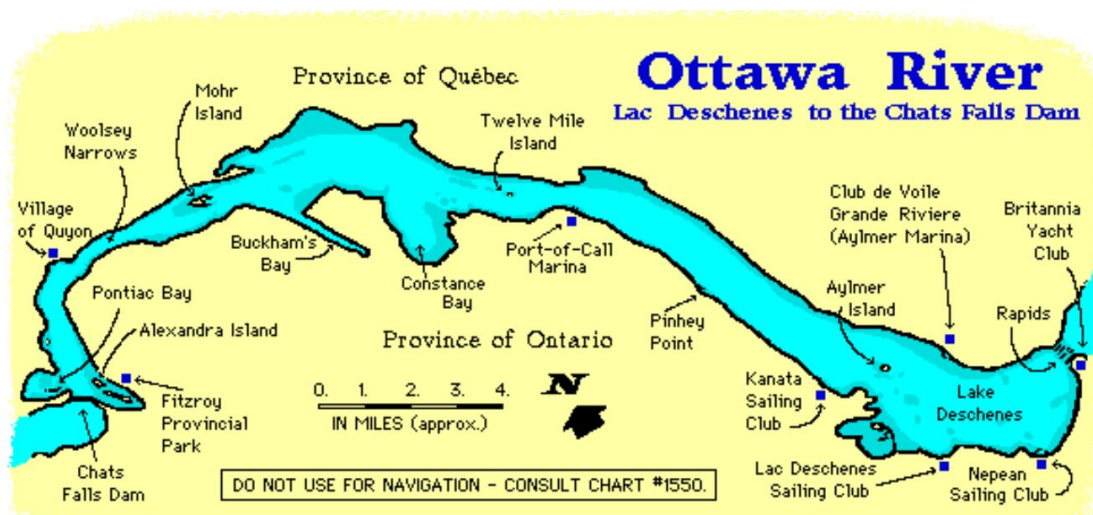 Ottawa River
Lac Deschenes to the Chats Falls Dam
Province of Québec
Mohr
Island
Woolsey
Narrows
Twelve Mile
Island
Village
of Quyon
Club de Voile
Grande Riviere
(Aylmer Marina)
Britannia
Yacht
Club
Buckham's
Bay
Port-of-Call
Marina
Constance
Bay
Pontiac Bay
Alexandra Island
Aylmer
Island
Rapids
Pinhey
Point
Province of Ontario
0. 1. 2. 3. 4.
IN MILES (approx.)
N
Fitzroy
Provincial
Park
Kanata
Sailing
Club
Lake
Deschenes
Chats
Falls Dam
Lac Deschenes
Sailing Club
Nepean
Sailing Club
DO NOT USE FOR NAVIGATION - CONSULT CHART #1550.